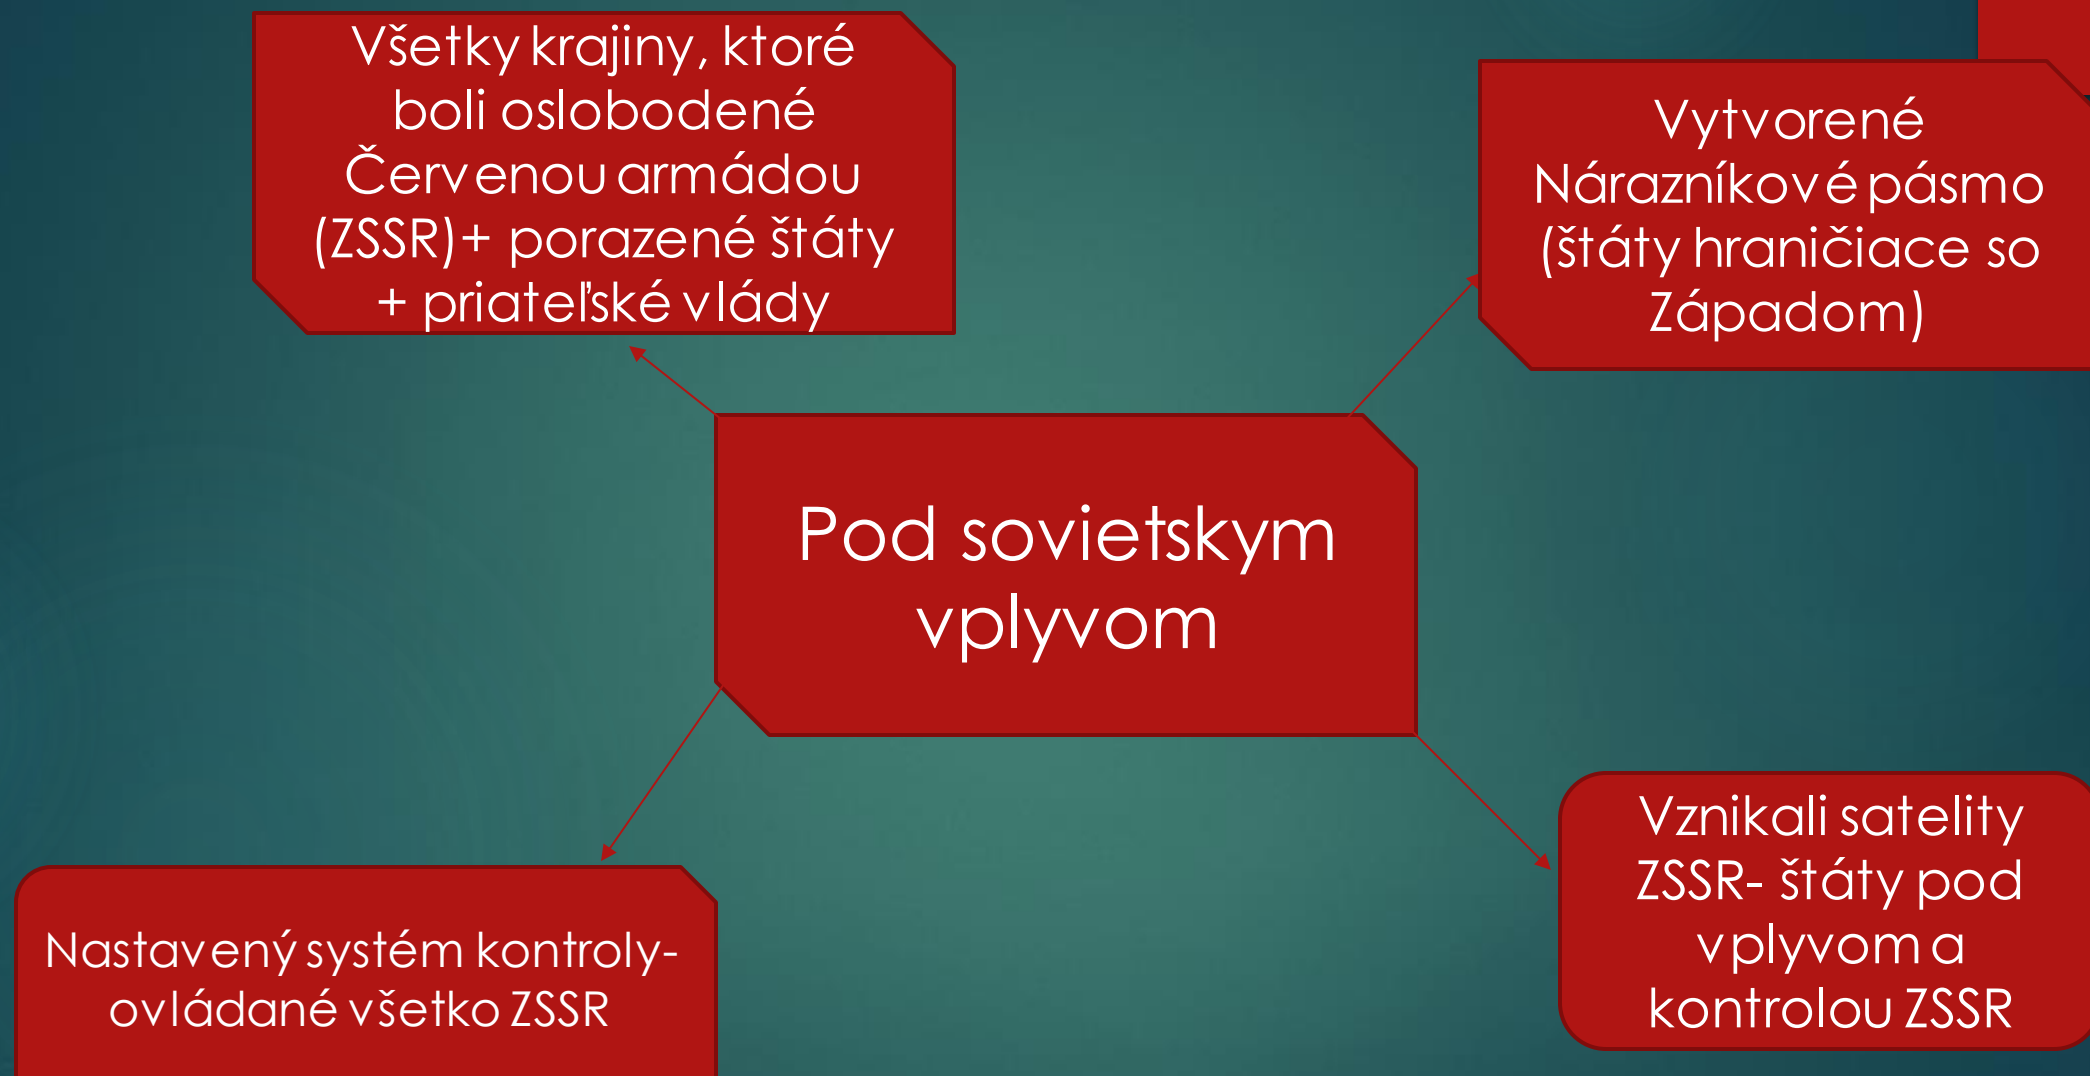 Všetky krajiny, ktoré
boli oslobodené
Červenou armádou
(ZSSR)+ porazené štáty
+ priateľské vlády
Vytvorené
Nárazníkové pásmo
(štáty hraničiace so
Západom)
Pod sovietskym
vplyvom
Nastavený systém kontroly-
ovládané všetko ZSSR
Vznikali satelity
ZSSR- štáty pod
vplyvom a
kontrolou ZSSR